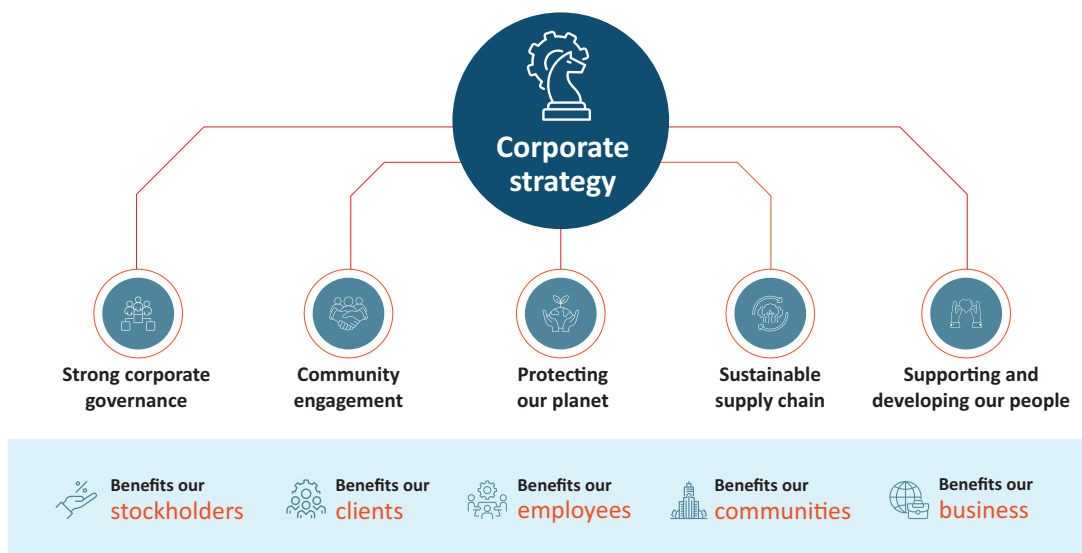 Corporate
strategy
Strong corporate
governance
Community
engagement
Protecting
our planet
Sustainable
supply chain
Supporting and
developing our people
Benefits our
stockholders
Benefits our
clients
Benefits our
employees
Benefits our
communities
Benefits our
business